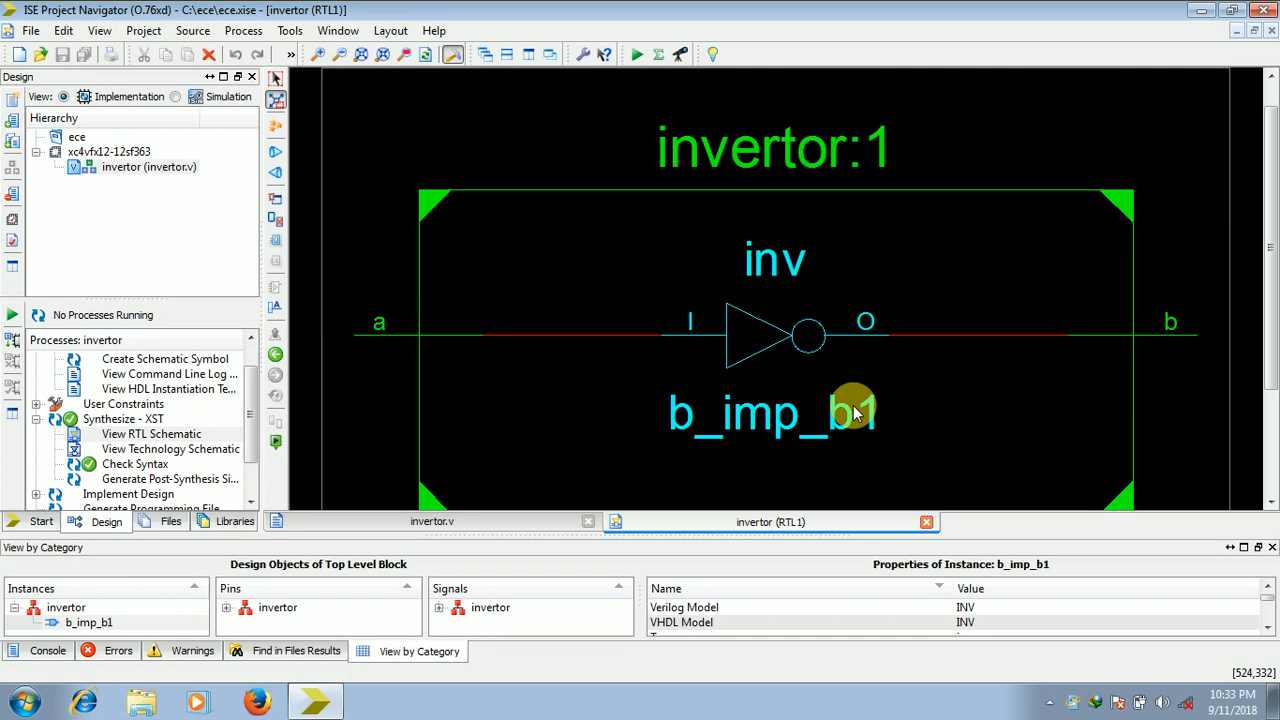 ISE Project Navigator (O.76xd) - C:\ece\ece.xise - [invertor (RTL1)]
File Edit View Project Source Process Tools Window Layout Help
»
Design
View: Implementation Simulation
Hierarchy
ece
xc4vfx12-12sf363
invertor (invertor.v)
No Processes Running
Processes: invertor
Create Schematic Symbol
View Command Line Log ...
View HDL Instantiation Te...
User Constraints
Synthesize - XST
View RTL Schematic
View Technology Schematic
Check Syntax
Generate Post-Synthesis Si...
Implement Design
Generate Programming File
Start Design Files Libraries
invertor:1
inv
a I O b
b_imp_b1
invertor.v
invertor (RTL1)
View by Category
Design Objects of Top Level Block
Properties of Instance: b_imp_b1
Instances Pins Signals Name Value
invertor invertor invertor Verilog Model INV
b_imp_b1 VHDL Model INV
Console Errors Warnings Find in Files Results View by Category
[524,332]
10:33 PM
9/11/2018